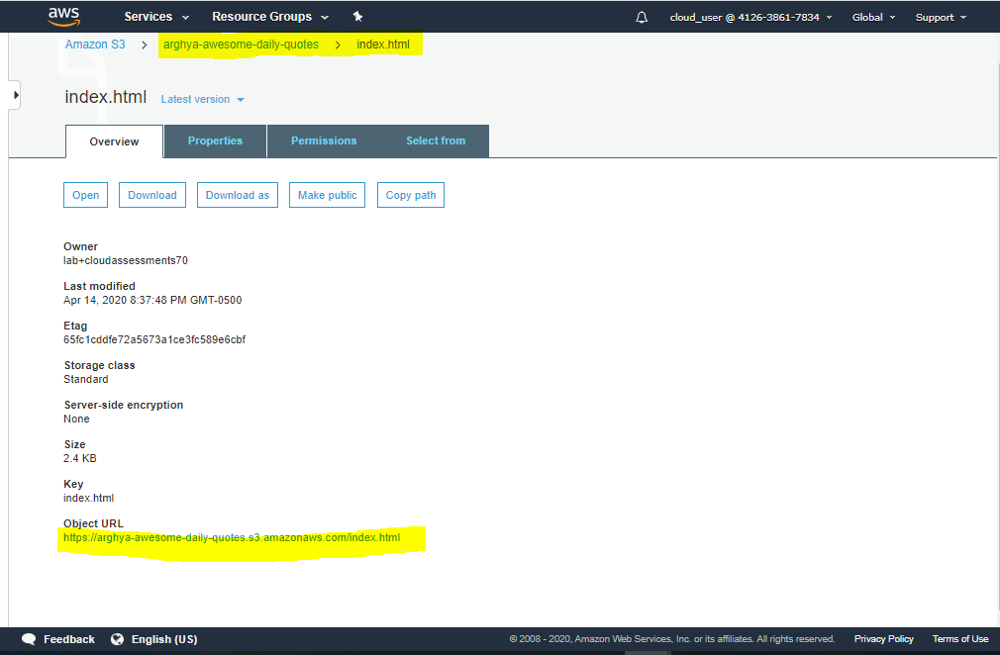 aws Services Resource Groups cloud_user @ 4126-3861-7834 Global Support
Amazon S3 > arghya-awesome-daily-quotes > index.html
index.html Latest version
Overview Properties Permissions Select from
Open Download Download as Make public Copy path
Owner
lab+cloudassessments70
Last modified
Apr 14, 2020 8:37:48 PM GMT-0500
Etag
65fc1cddfe72a5673a1ce3fc589e6cbf
Storage class
Standard
Server-side encryption
None
Size
2.4 KB
Key
index.html
Object URL
https://arghya-awesome-daily-quotes.s3.amazonaws.com/index.html
Feedback English (US) © 2008 - 2020, Amazon Web Services, Inc. or its affiliates. All rights reserved. Privacy Policy Terms of Use